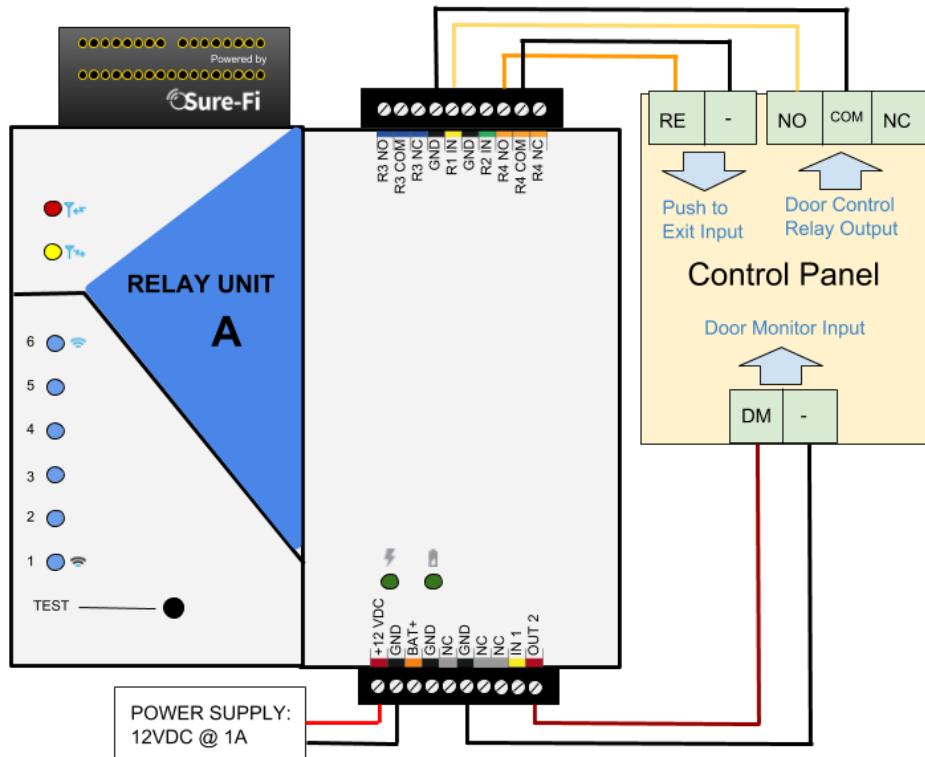 Powered by
Sure-Fi
R3 NO
R3 COM
R3 NC
GND
R1 IN
GND
R2 IN
R4 NO
R4 COM
R4 NC
RE
-
NO
COM
NC
Push to
Exit Input
Door Control
Relay Output
Control Panel
Door Monitor Input
DM
-
RELAY UNIT
A
6
5
4
3
2
1
TEST
+12 VDC
GND
BAT+
GND
NC
GND
NC
NC
IN 1
OUT 2
POWER SUPPLY:
12VDC @ 1A